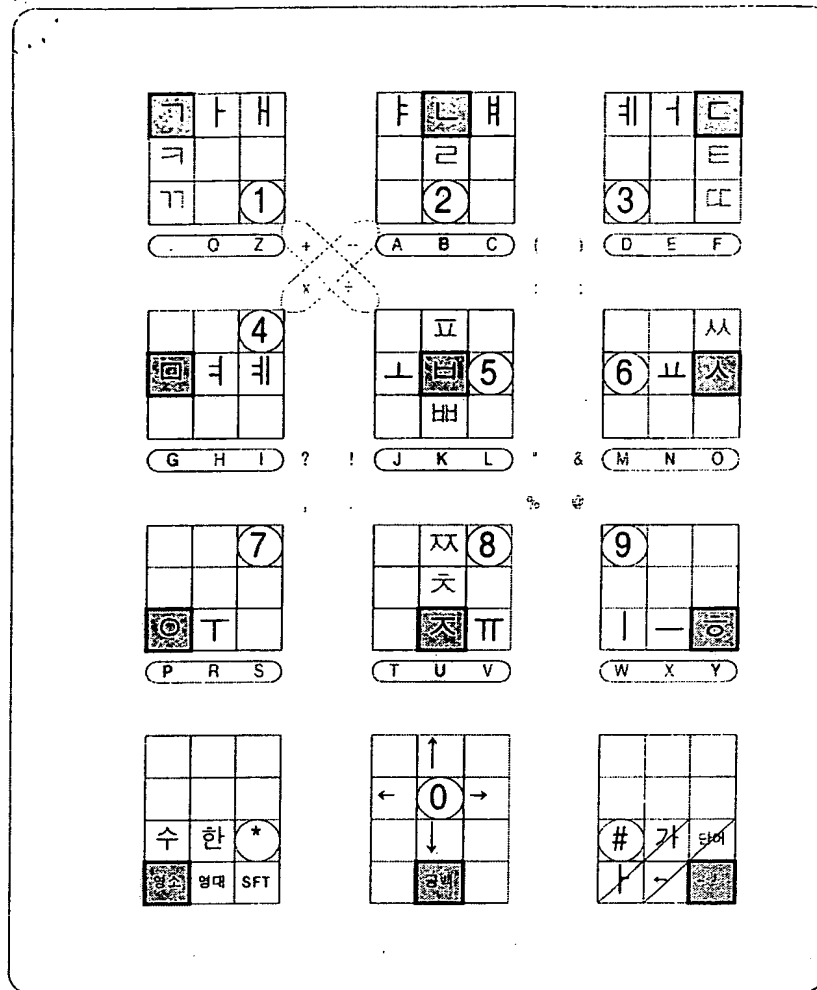 ㄱ ㅏ ㅐ ㅑ ㄴ ㅒ ㅖ ㅓ ㄷ
ㅋ ㄹ ㅌ
ㄲ 1 2 3 ㄸ
. Q Z + - A B C ( ) D E F
x ÷ : ;
4 ㅍ ㅆ
ㅁ ㅕ ㅖ ㅗ ㅂ 5 6 ㅛ ㅅ
ㅃ
G H I ? ! J K L " & M N O
, . % @
7 ㅉ 8 9
ㅊ
ㅇ ㅜ ㅈ ㅠ ㅣ ㅡ ㅎ
P R S T U V W X Y
↑
← 0 →
수 한 * ↓ # 가 단어
영소 영대 SFT 공백 ㅏ ←